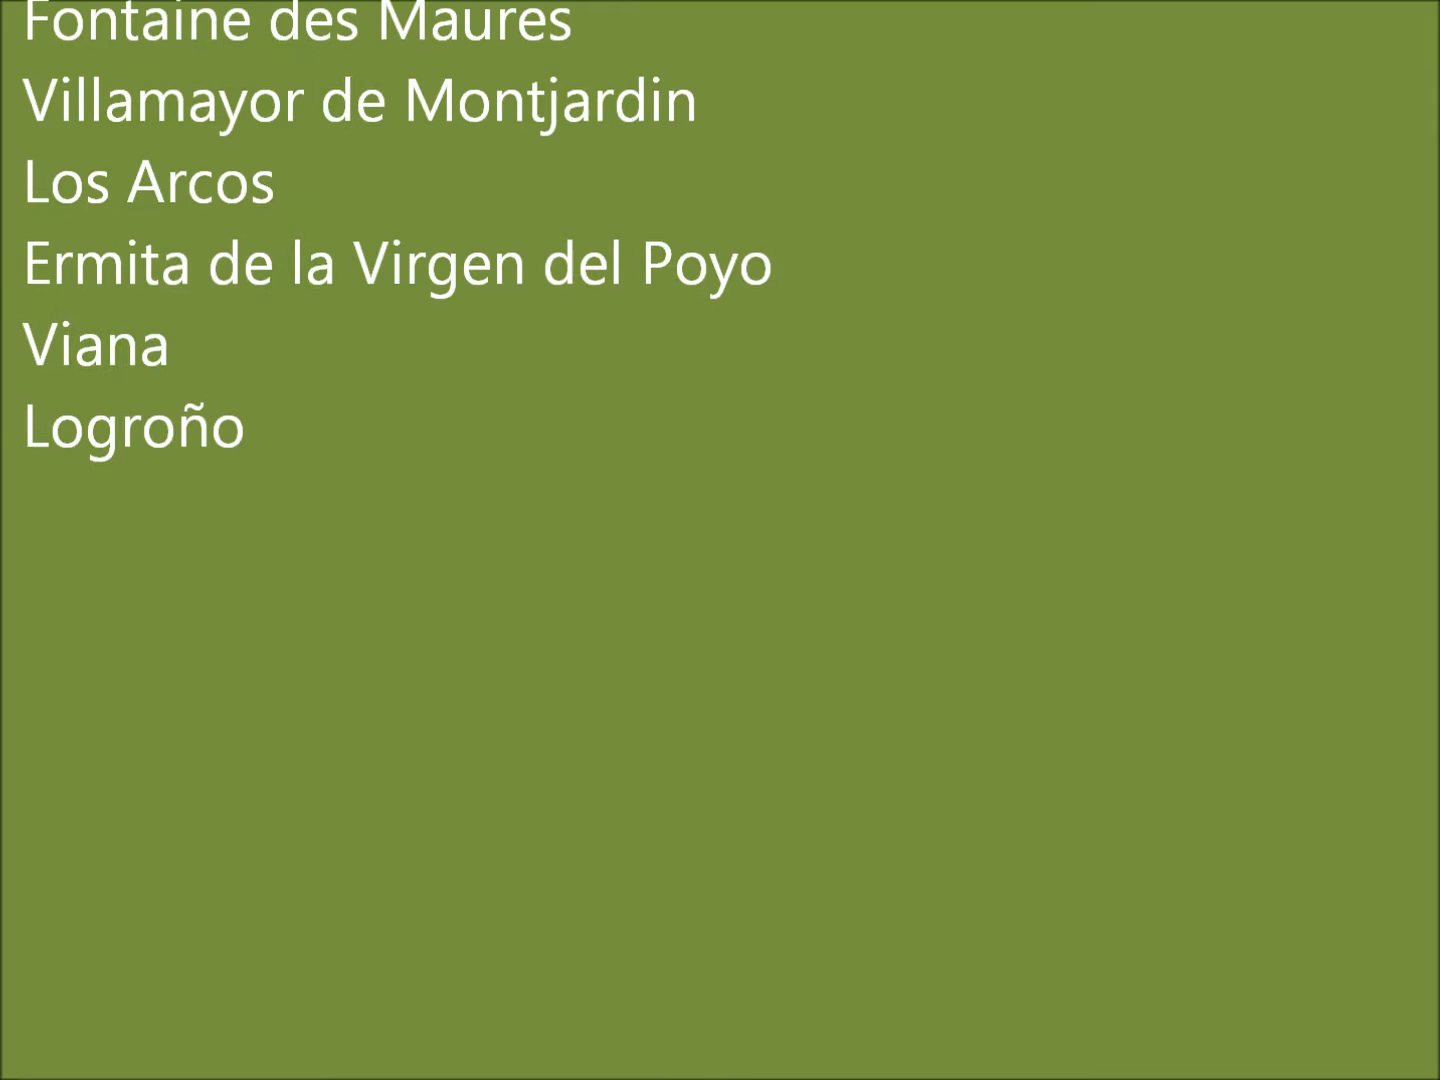 Fontaine des Maures
Villamayor de Montjardin
Los Arcos
Ermita de la Virgen del Poyo
Viana
Logroño